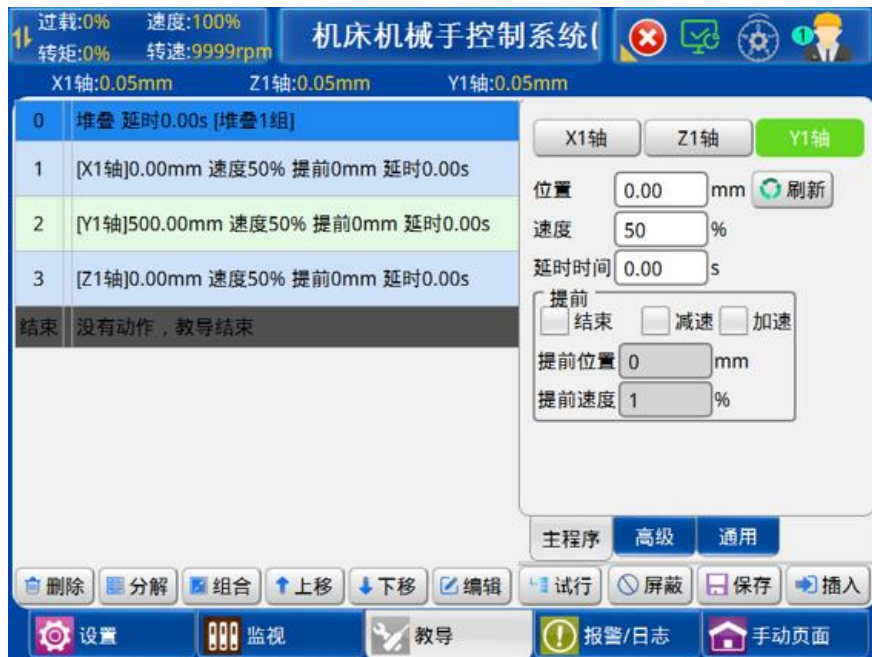 过载:0% 速度:100%
转矩:0% 转速:9999rpm
机床机械手控制系统(
1
X1轴:0.05mm Z1轴:0.05mm Y1轴:0.05mm
0 堆叠 延时0.00s [堆叠1组]
1 [X1轴]0.00mm 速度50% 提前0mm 延时0.00s
2 [Y1轴]500.00mm 速度50% 提前0mm 延时0.00s
3 [Z1轴]0.00mm 速度50% 提前0mm 延时0.00s
结束 没有动作，教导结束
X1轴 Z1轴 Y1轴
位置 0.00 mm 刷新
速度 50 %
延时时间 0.00 s
提前
结束 减速 加速
提前位置 0 mm
提前速度 1 %
主程序 高级 通用
删除 分解 组合 上移 下移 编辑 试行 屏蔽 保存 插入
设置 监视 教导 报警/日志 手动页面